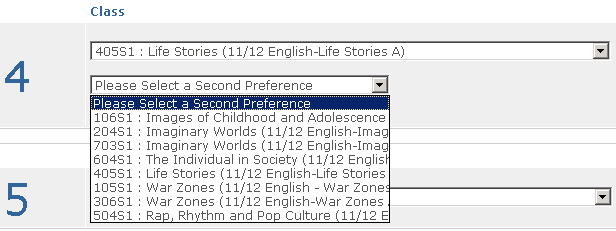 Class
4
405S1 : Life Stories (11/12 English-Life Stories A)
Please Select a Second Preference
Please Select a Second Preference
106S1 : Images of Childhood and Adolescence
204S1 : Imaginary Worlds (11/12 English-Imag
703S1 : Imaginary Worlds (11/12 English-Imag
604S1 : The Individual in Society (11/12 English
405S1 : Life Stories (11/12 English-Life Stories
105S1 : War Zones (11/12 English - War Zones
306S1 : War Zones (11/12 English-War Zones
504S1 : Rap, Rhythm and Pop Culture (11/12 E
5